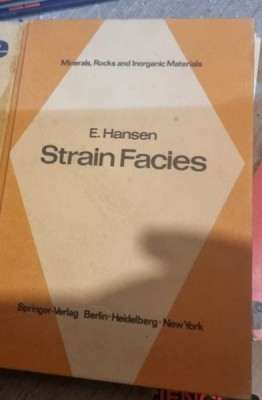 Minerals, Rocks and Inorganic Materials
E. Hansen
Strain Facies
Springer-Verlag Berlin · Heidelberg · New York